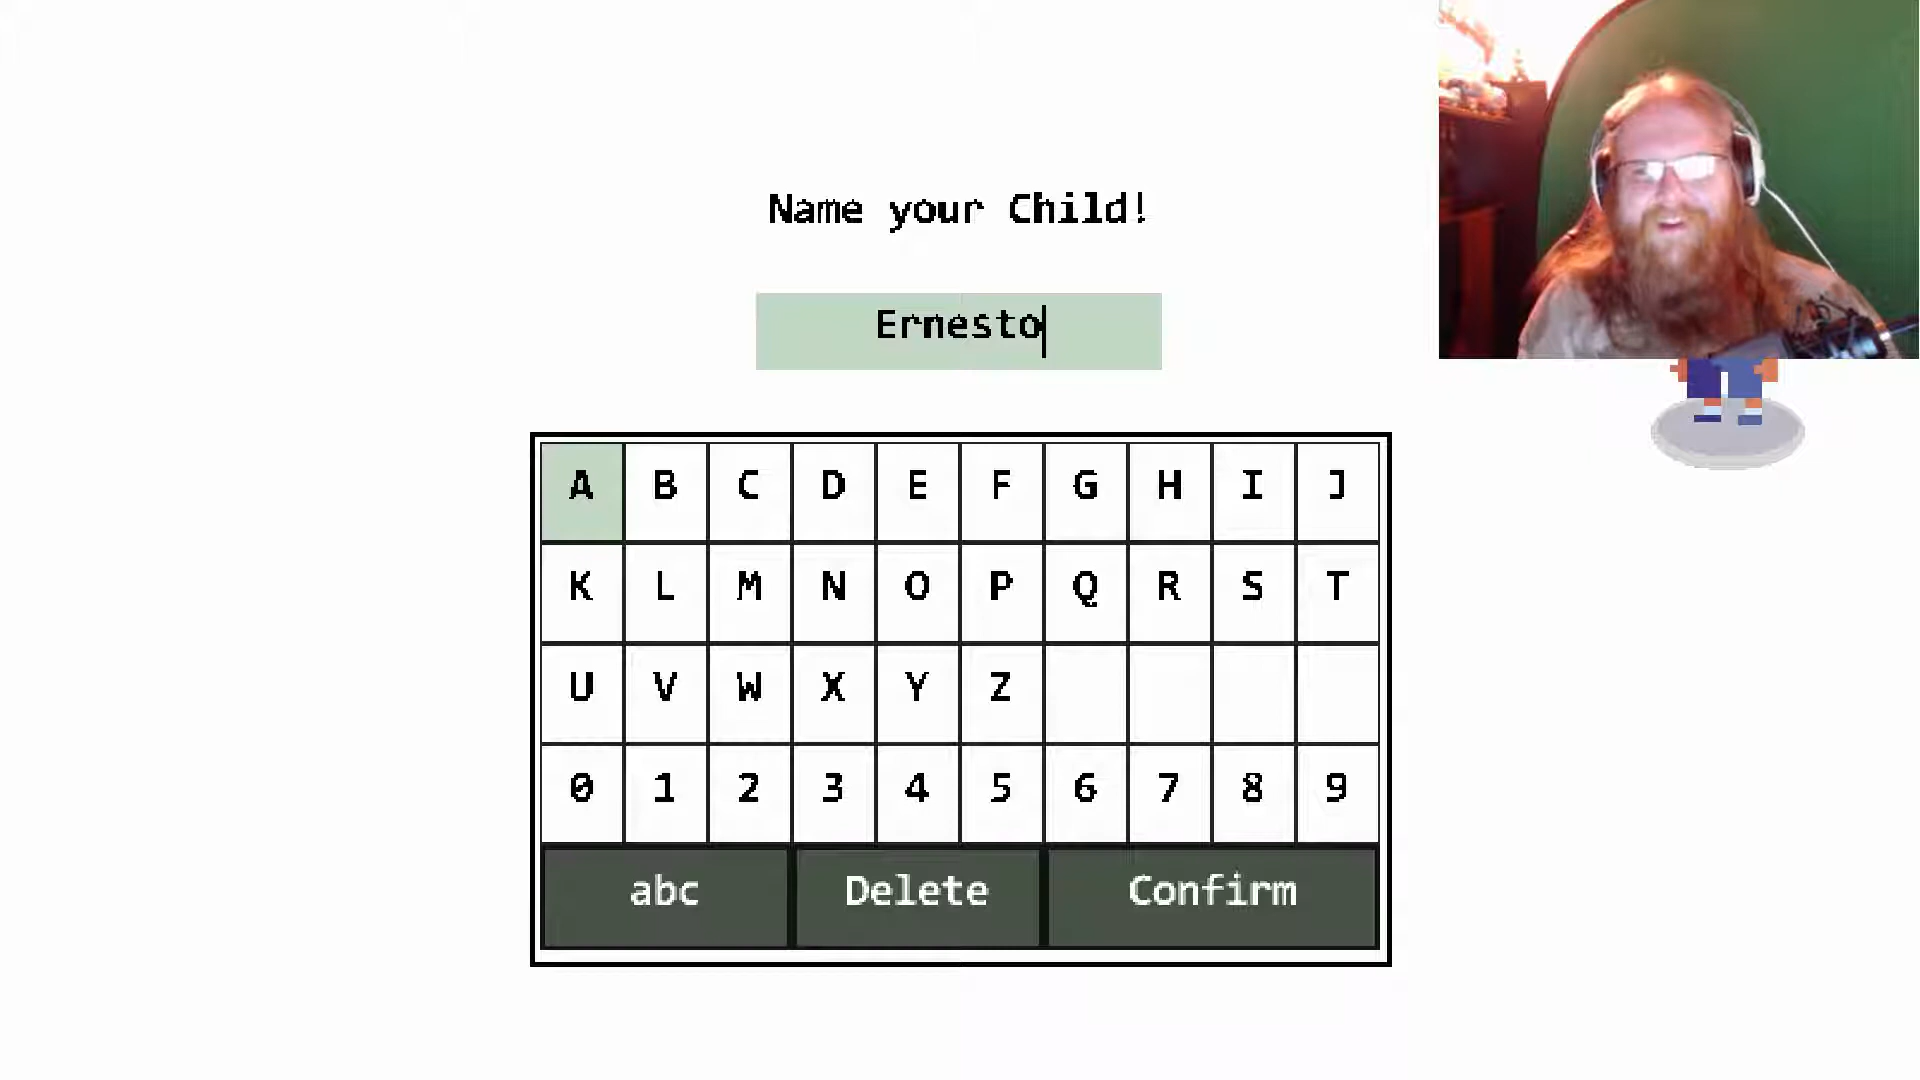 Name your Child!
Ernesto
A B C D E F G H I J
K L M N O P Q R S T
U V W X Y Z
0 1 2 3 4 5 6 7 8 9
abc Delete Confirm